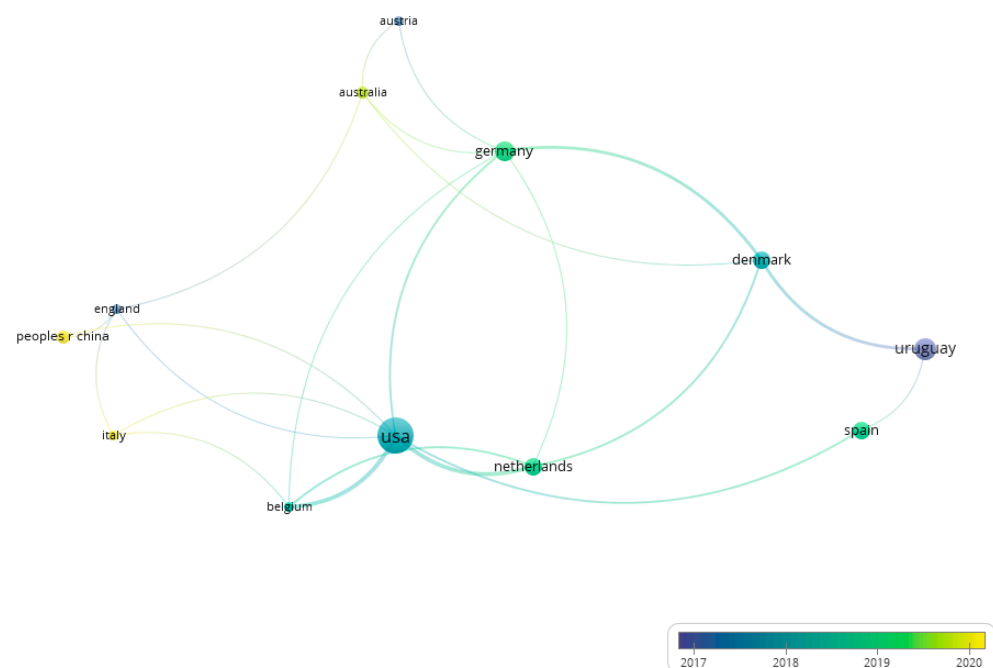 austria
australia
germany
denmark
england
peoples r china
uruguay
italy
usa
spain
netherlands
belgium
2017
2018
2019
2020